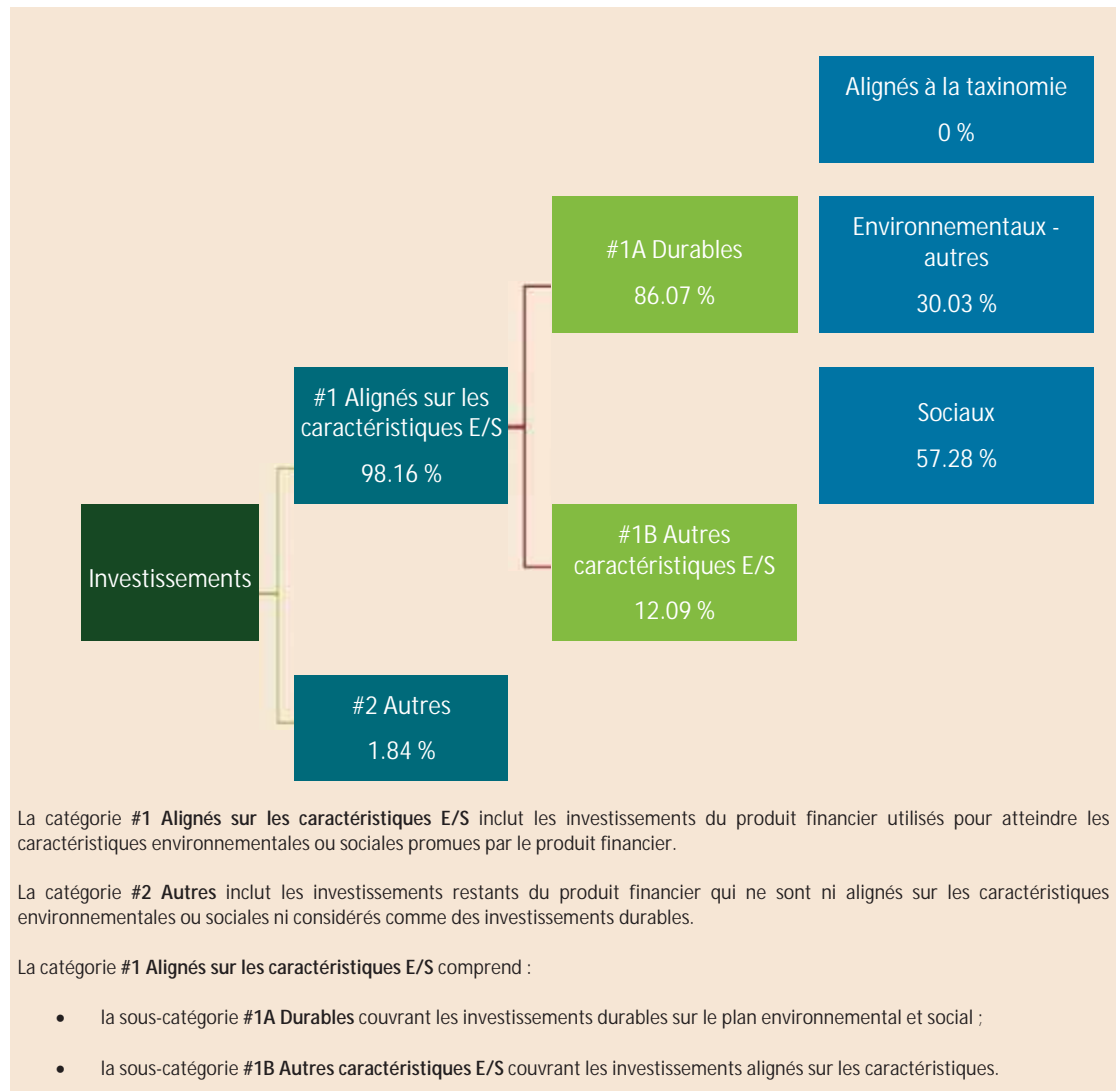 Alignés à la taxinomie
0 %
Environnementaux -
autres
30.03 %
#1A Durables
86.07 %
Sociaux
57.28 %
#1 Alignés sur les
caractéristiques E/S
98.16 %
#1B Autres
caractéristiques E/S
12.09 %
Investissements
#2 Autres
1.84 %
La catégorie #1 Alignés sur les caractéristiques E/S inclut les investissements du produit financier utilisés pour atteindre les
caractéristiques environnementales ou sociales promues par le produit financier.
La catégorie #2 Autres inclut les investissements restants du produit financier qui ne sont ni alignés sur les caractéristiques
environnementales ou sociales ni considérés comme des investissements durables.
La catégorie #1 Alignés sur les caractéristiques E/S comprend :
• la sous-catégorie #1A Durables couvrant les investissements durables sur le plan environnemental et social ;
• la sous-catégorie #1B Autres caractéristiques E/S couvrant les investissements alignés sur les caractéristiques.